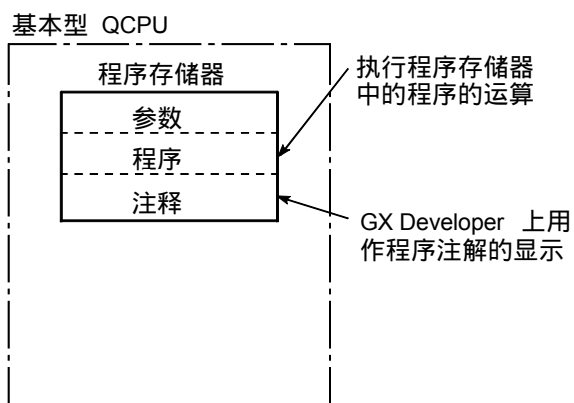 基本型 QCPU
程序存储器
参数
程序
注释
执行程序存储器
中的程序的运算
GX Developer 上用
作程序注解的显示